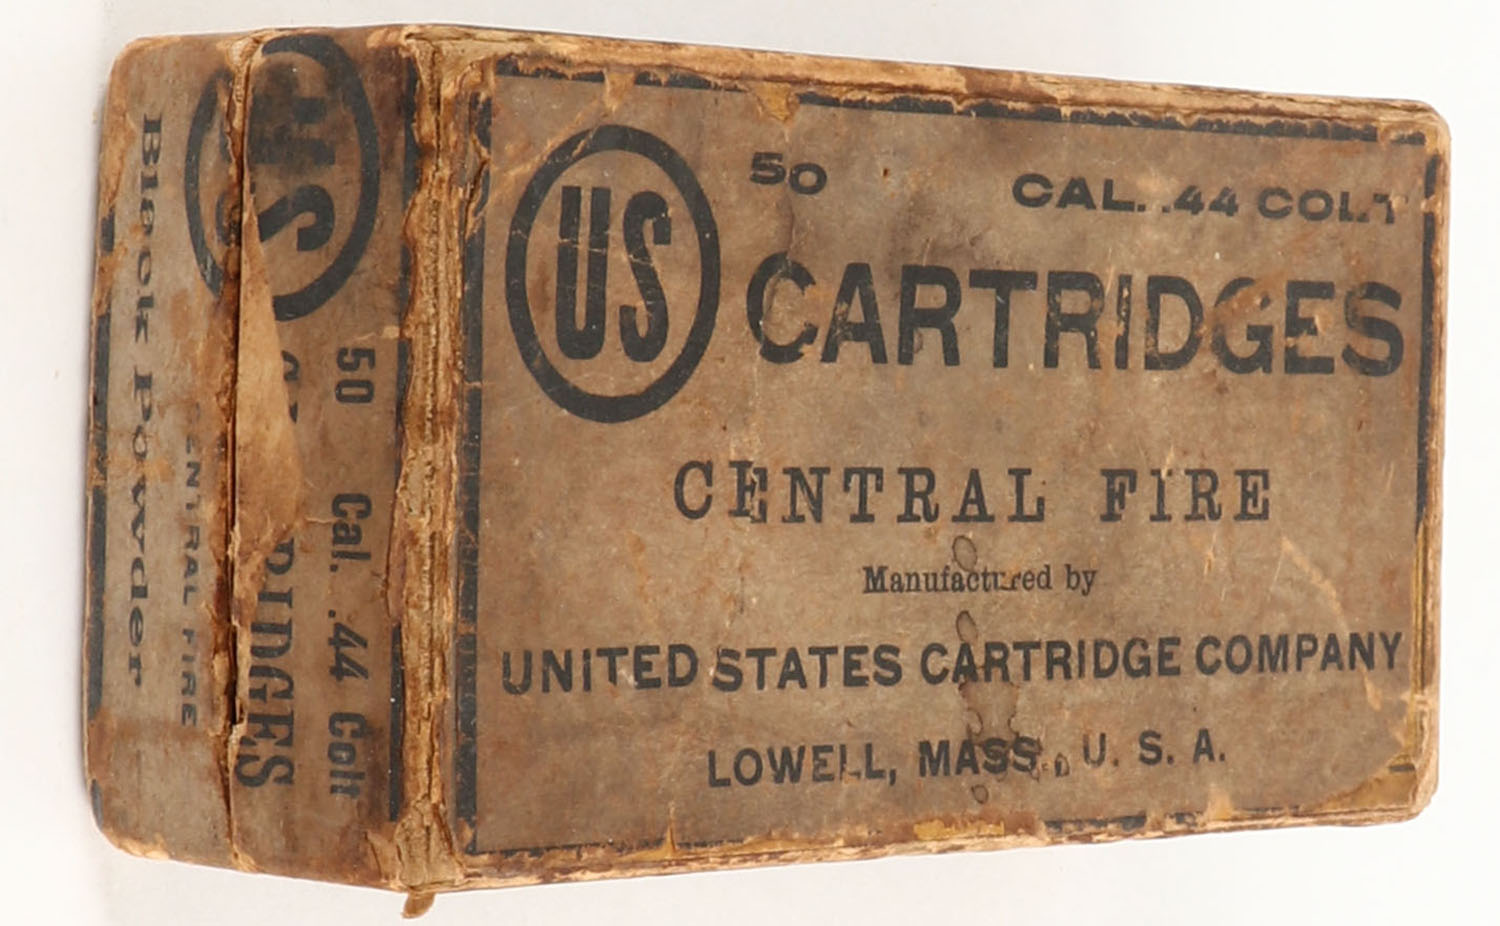 US
50 CAL. .44 COLT
CARTRIDGES
CENTRAL FIRE
Manufactured by
UNITED STATES CARTRIDGE COMPANY
LOWELL, MASS., U. S. A.
US
50 Cal. .44 Colt
RIDGES
CENTRAL FIRE
Black Powder